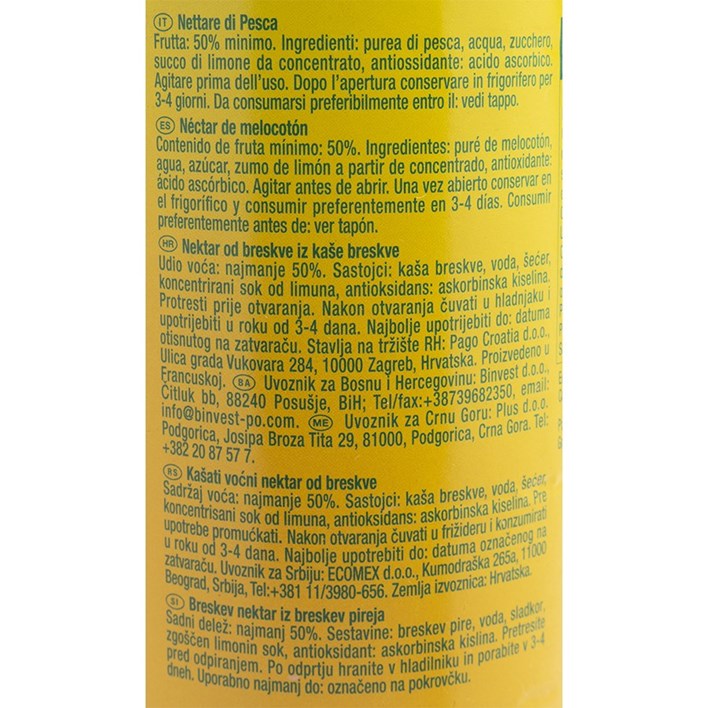 IT Nettare di Pesca
Frutta: 50% minimo. Ingredienti: purea di pesca, acqua, zucchero,
succo di limone da concentrato, antiossidante: acido ascorbico.
Agitare prima dell'uso. Dopo l'apertura conservare in frigorifero per
3-4 giorni. Da consumarsi preferibilmente entro il: vedi tappo.
ES Néctar de melocotón
Contenido de fruta mínimo: 50%. Ingredientes: puré de melocotón,
agua, azúcar, zumo de limón a partir de concentrado, antioxidante:
ácido ascórbico. Agitar antes de abrir. Una vez abierto conservar en
el frigorífico y consumir preferentemente en 3-4 días. Consumir
preferentemente antes de: ver tapón.
HR Nektar od breskve iz kaše breskve
Udio voća: najmanje 50%. Sastojci: kaša breskve, voda, šećer,
koncentrirani sok od limuna, antioksidans: askorbinska kiselina.
Protresti prije otvaranja. Nakon otvaranja čuvati u hladnjaku i
upotrijebiti u roku od 3-4 dana. Najbolje upotrijebiti do: datuma
otisnutog na zatvaraču. Stavlja na tržište RH: Pago Croatia d.o.o.,
Ulica grada Vukovara 284, 10000 Zagreb, Hrvatska. Proizvedeno u
Francuskoj. BA Uvoznik za Bosnu i Hercegovinu: Binvest d.o.o.,
Čitluk bb, 88240 Posušje, BiH; Tel/fax:+38739682350, email:
info@binvest-po.com. ME Uvoznik za Crnu Goru: Plus d.o.o.
Podgorica, Josipa Broza Tita 29, 81000, Podgorica, Crna Gora. Tel:
+382 20 87 57 7.
RS Kašati voćni nektar od breskve
Sadržaj voća: najmanje 50%. Sastojci: kaša breskve, voda, šećer,
koncentrisani sok od limuna, antioksidans: askorbinska kiselina. Pre
upotrebe promućkati. Nakon otvaranja čuvati u frižideru i konzumirati
u roku od 3-4 dana. Najbolje upotrebiti do: datuma označenog na
zatvaraču. Uvoznik za Srbiju: ECOMEX d.o.o., Kumodraška 265a, 11000
Beograd, Srbija, Tel:+381 11/3980-656. Zemlja izvoznica: Hrvatska.
SI Breskev nektar iz breskev pireja
Sadni delež: najmanj 50%. Sestavine: breskev pire, voda, sladkor,
zgoščen limonin sok, antioksidant: askorbinska kislina. Pretresite
pred odpiranjem. Po odprtju hranite v hladilniku in porabite v 3-4
dneh. Uporabno najmanj do: označeno na pokrovčku.